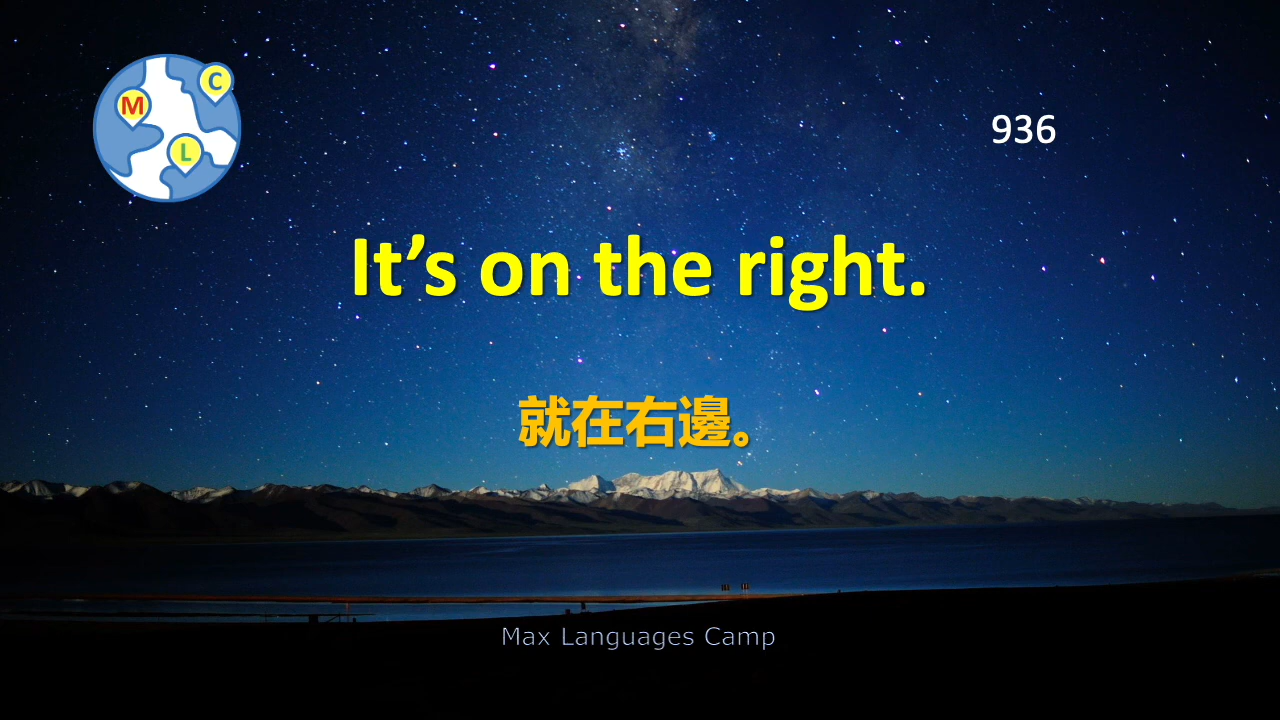 M
C
L
936
It’s on the right.
就在右邊。
Max Languages Camp